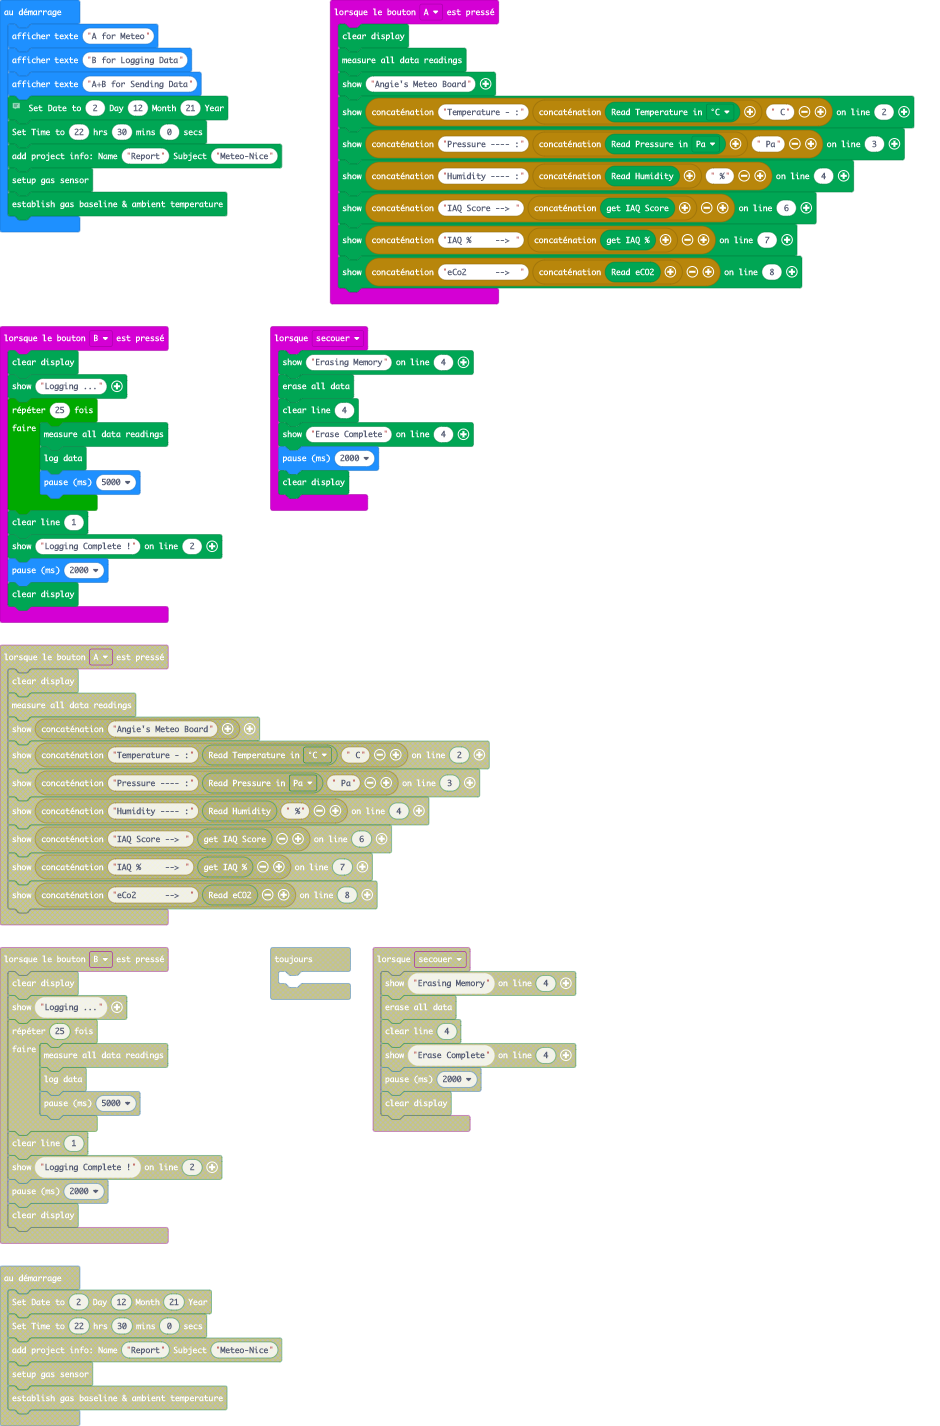 au démarrage
afficher texte "A for Meteo"
afficher texte "B for Logging Data"
afficher texte "A+B for Sending Data"
Set Date to 2 Day 12 Month 21 Year
Set Time to 22 hrs 30 mins 0 secs
add project info: Name "Report" Subject "Meteo-Nice"
setup gas sensor
establish gas baseline & ambient temperature
lorsque le bouton A est pressé
clear display
measure all data readings
show "Angie's Meteo Board"
show concaténation "Temperature - :" concaténation Read Temperature in °C " C" on line 2
show concaténation "Pressure ---- :" concaténation Read Pressure in Pa " Pa" on line 3
show concaténation "Humidity ---- :" concaténation Read Humidity " %" on line 4
show concaténation "IAQ Score --> " concaténation get IAQ Score on line 6
show concaténation "IAQ %     --> " concaténation get IAQ % on line 7
show concaténation "eCo2      -->  " concaténation Read eCO2 on line 8
lorsque le bouton B est pressé
clear display
show "Logging ..."
répéter 25 fois
faire
measure all data readings
log data
pause (ms) 5000
clear line 1
show "Logging Complete !" on line 2
pause (ms) 2000
clear display
lorsque secouer
show "Erasing Memory" on line 4
erase all data
clear line 4
show "Erase Complete" on line 4
pause (ms) 2000
clear display
lorsque le bouton A est pressé
clear display
measure all data readings
show concaténation "Angie's Meteo Board"
show concaténation "Temperature - :" Read Temperature in °C " C" on line 2
show concaténation "Pressure ---- :" Read Pressure in Pa " Pa" on line 3
show concaténation "Humidity ---- :" Read Humidity " %" on line 4
show concaténation "IAQ Score --> " get IAQ Score on line 6
show concaténation "IAQ %     --> " get IAQ % on line 7
show concaténation "eCo2      -->  " Read eCO2 on line 8
lorsque le bouton B est pressé
clear display
show "Logging ..."
répéter 25 fois
faire
measure all data readings
log data
pause (ms) 5000
clear line 1
show "Logging Complete !" on line 2
pause (ms) 2000
clear display
toujours
lorsque secouer
show "Erasing Memory" on line 4
erase all data
clear line 4
show "Erase Complete" on line 4
pause (ms) 2000
clear display
au démarrage
Set Date to 2 Day 12 Month 21 Year
Set Time to 22 hrs 30 mins 0 secs
add project info: Name "Report" Subject "Meteo-Nice"
setup gas sensor
establish gas baseline & ambient temperature